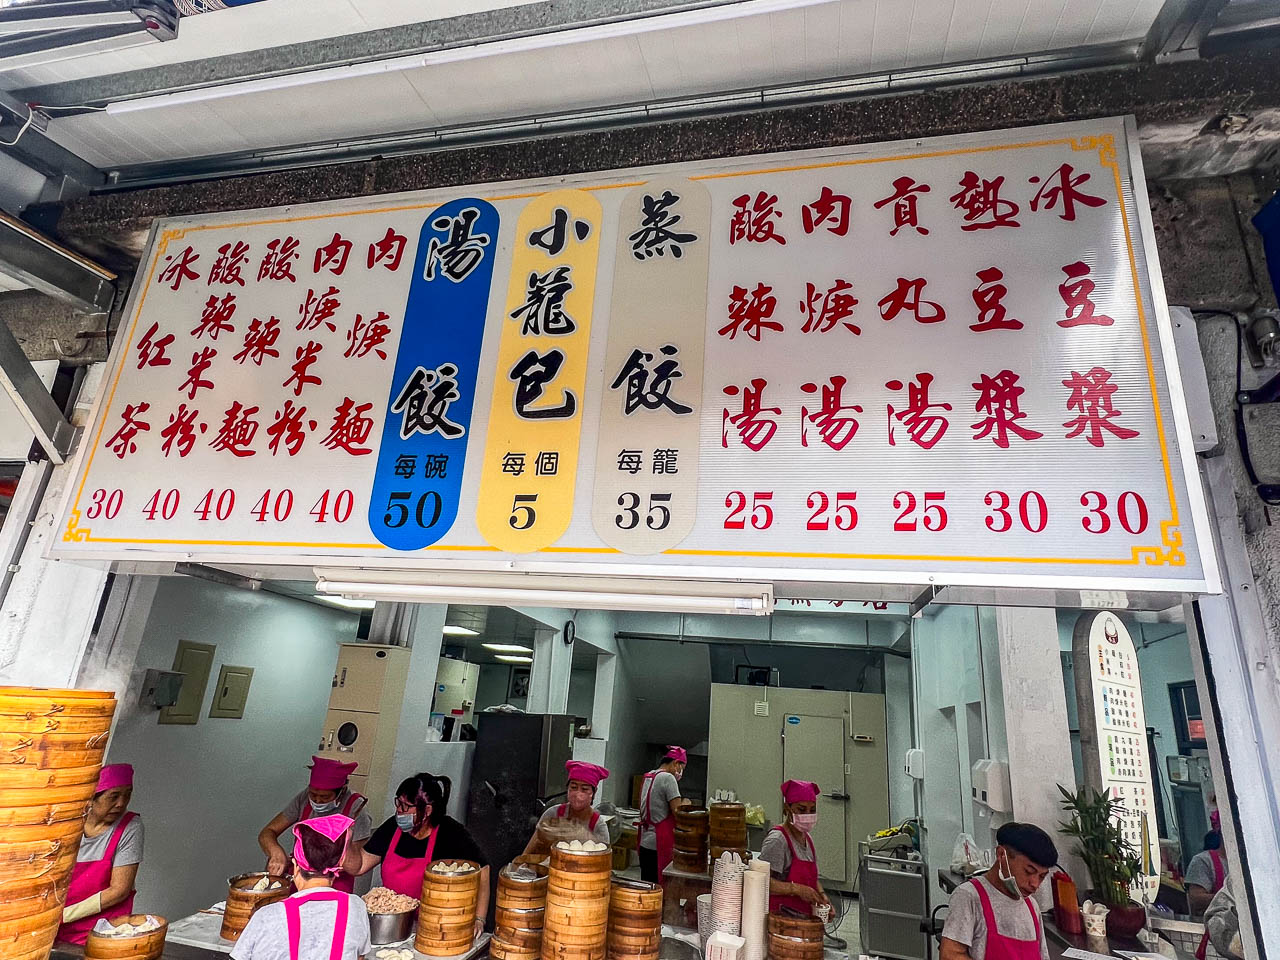 冰豆漿 30
熱豆漿 30
貢丸湯 25
肉焿湯 25
酸辣湯 25
蒸餃 每籠 35
小籠包 每個 5
湯餃 每碗 50
肉焿麵 40
肉焿米粉 40
酸辣麵 40
酸辣米粉 40
冰紅茶 30